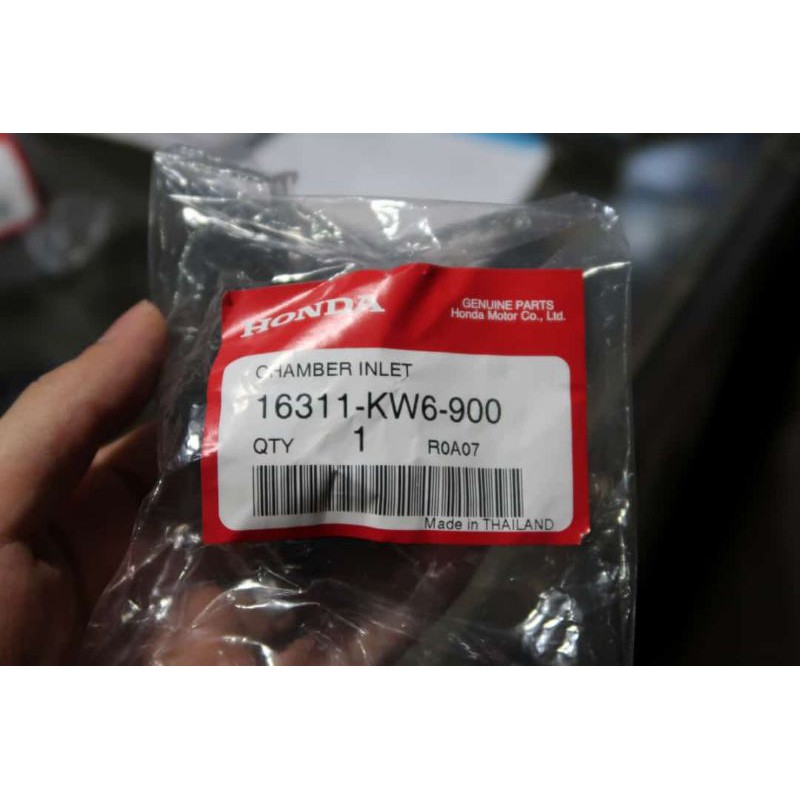 HONDA
GENUINE PARTS
Honda Motor Co., Ltd.
CHAMBER INLET
16311-KW6-900
QTY 1 R0A07
Made in THAILAND